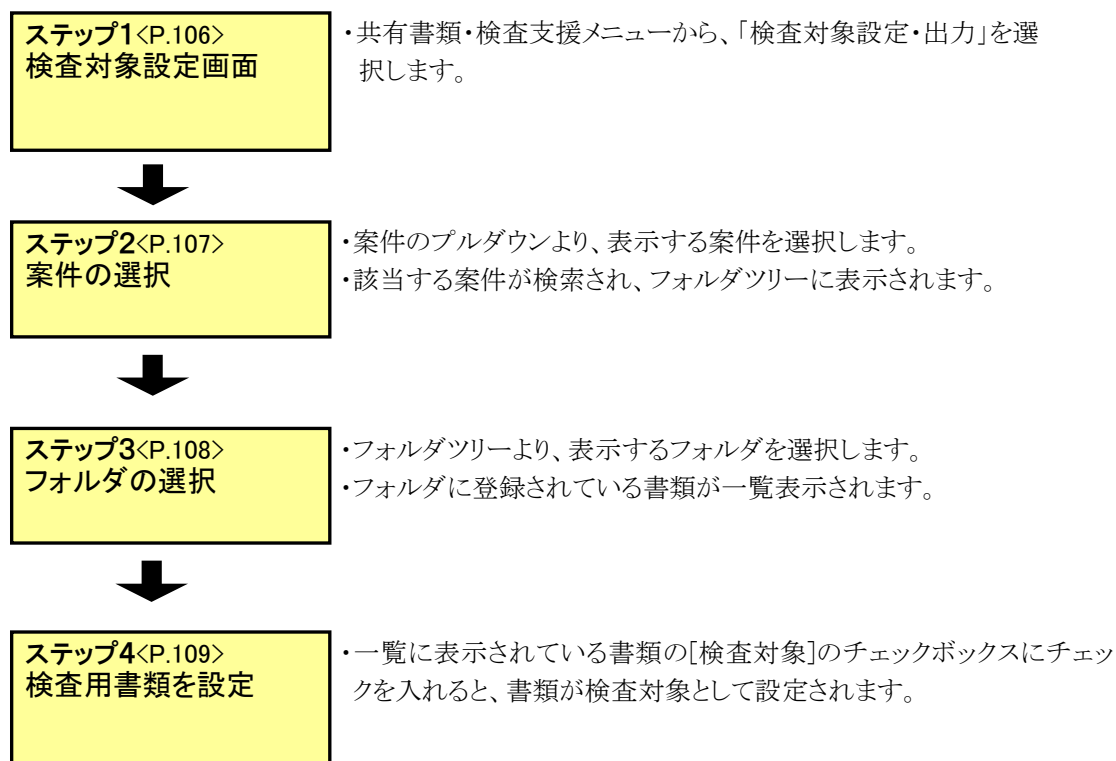 ステップ1<P.106>
検査対象設定画面
・共有書類・検査支援メニューから、「検査対象設定・出力」を選
択します。
ステップ2<P.107>
案件の選択
・案件のプルダウンより、表示する案件を選択します。
・該当する案件が検索され、フォルダツリーに表示されます。
ステップ3<P.108>
フォルダの選択
・フォルダツリーより、表示するフォルダを選択します。
・フォルダに登録されている書類が一覧表示されます。
ステップ4<P.109>
検査用書類を設定
・一覧に表示されている書類の[検査対象]のチェックボックスにチェッ
クを入れると、書類が検査対象として設定されます。